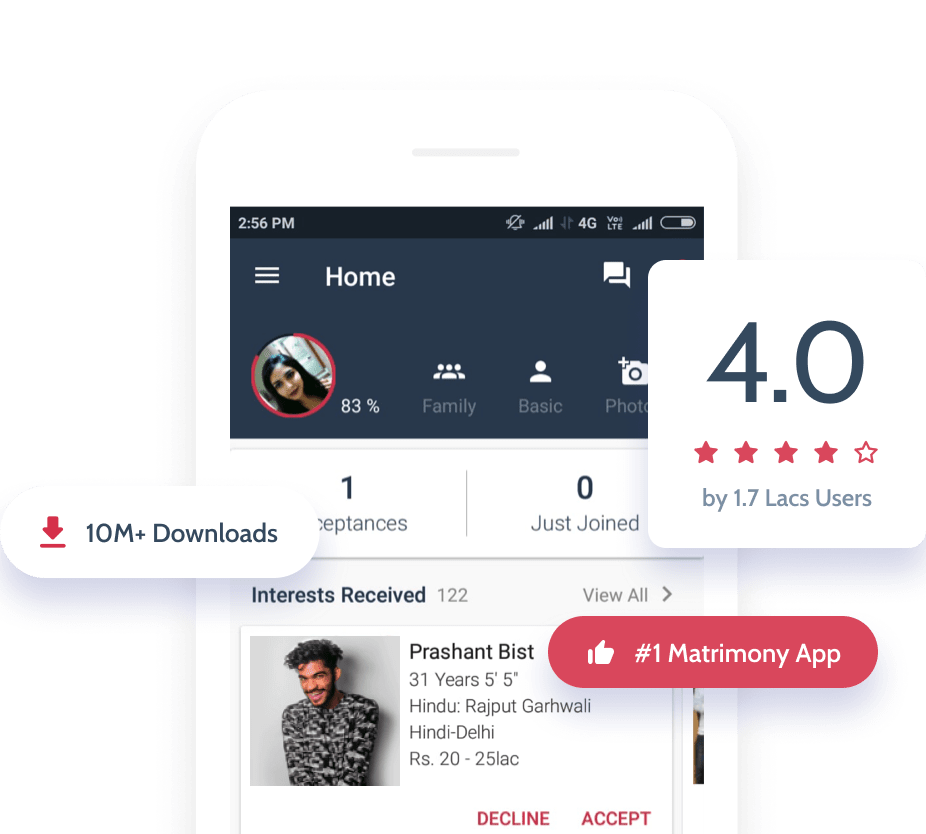 2:56 PM
4G
Vo
LTE
Home
4.0
83 %
Family
Basic
by 1.7 Lacs Users
1
0
Just Joined
10M+ Downloads
Interests Received 122
View All
#1 Matrimony App
Prashant Bist
31 Years 5' 5"
Hindu: Rajput Garhwali
Hindi-Delhi
Rs. 20 - 25lac
DECLINE
ACCEPT